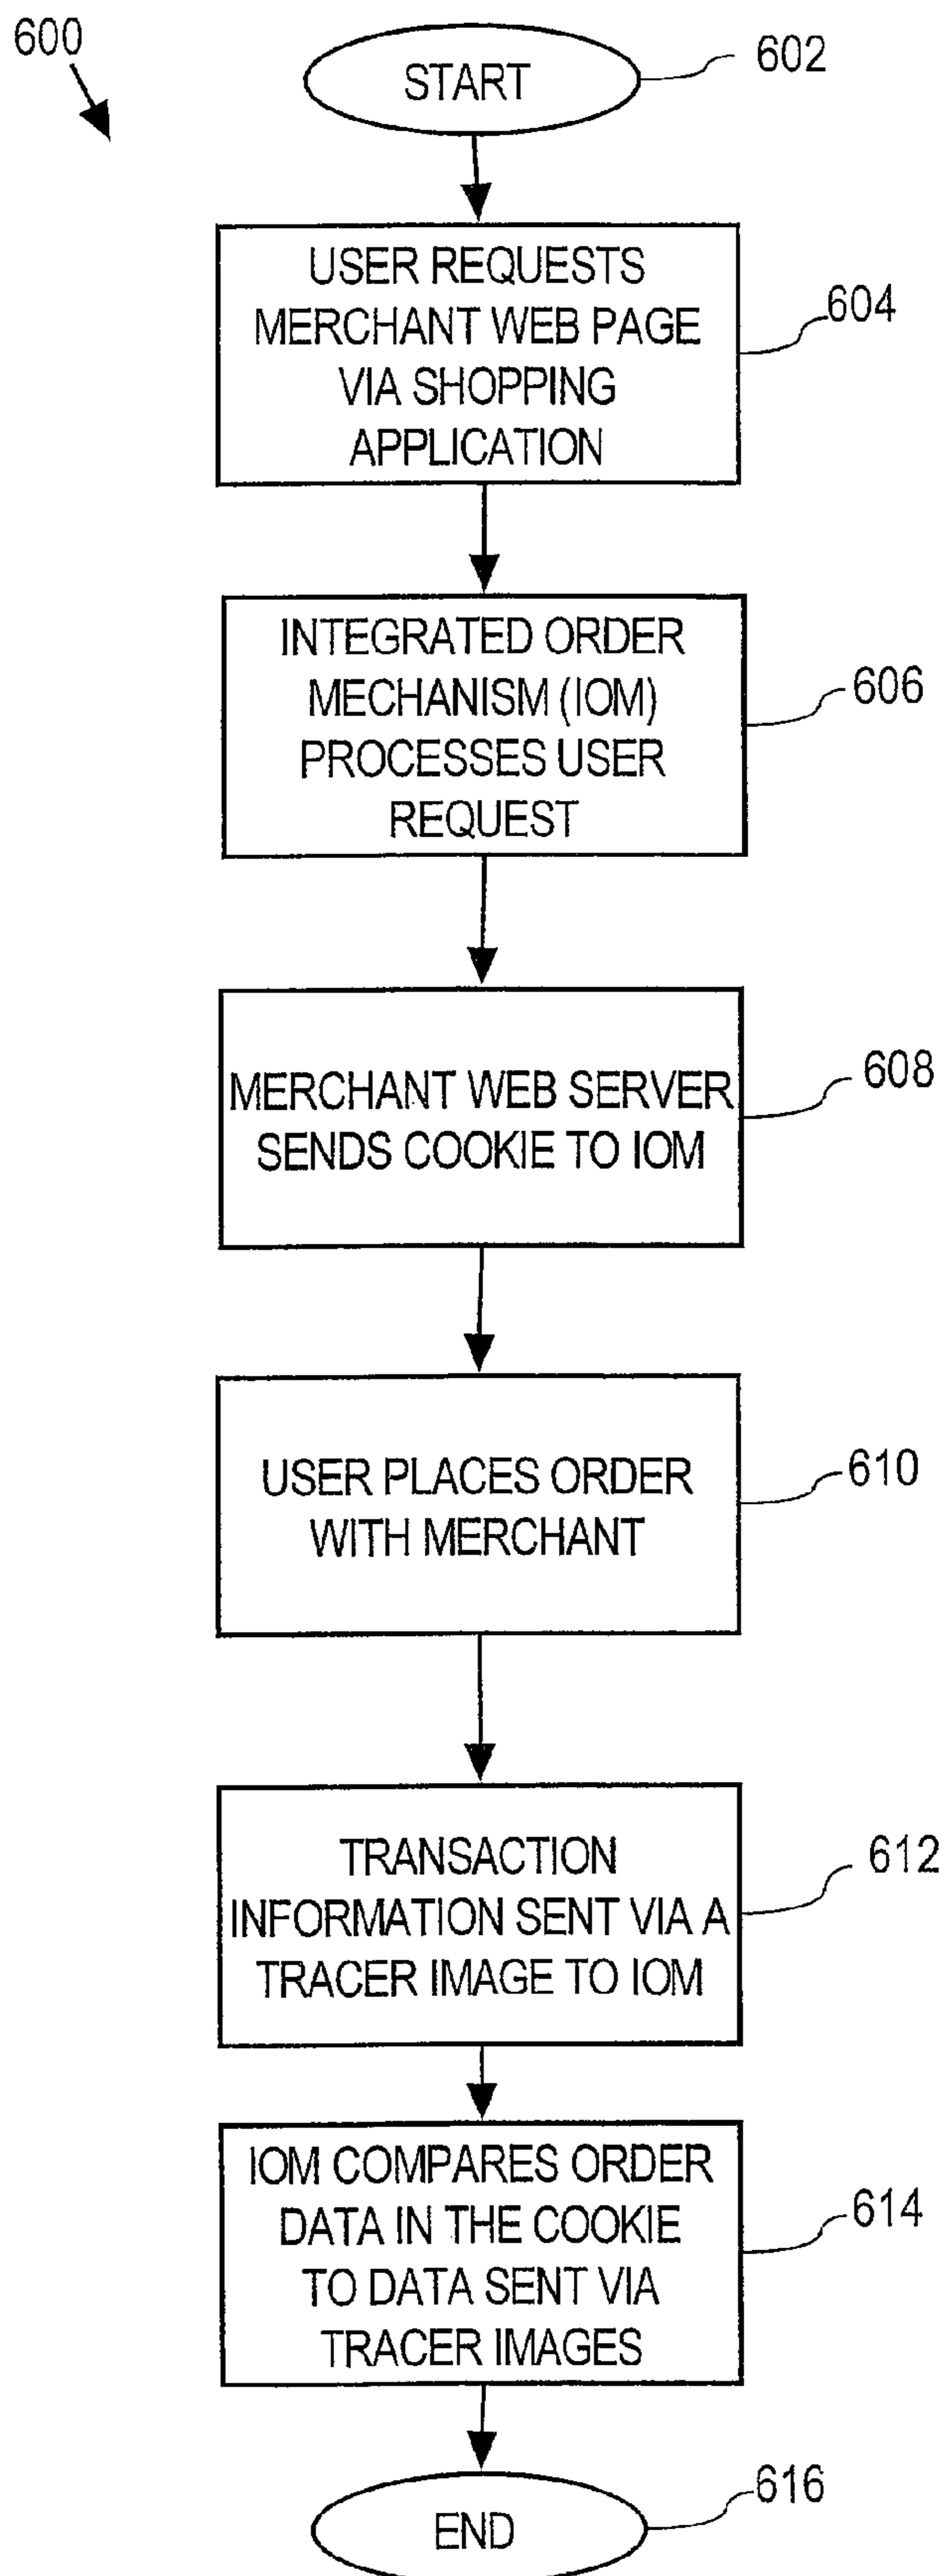 600
START
602
USER REQUESTS
MERCHANT WEB PAGE
VIA SHOPPING
APPLICATION
604
INTEGRATED ORDER
MECHANISM (IOM)
PROCESSES USER
REQUEST
606
MERCHANT WEB SERVER
SENDS COOKIE TO IOM
608
USER PLACES ORDER
WITH MERCHANT
610
TRANSACTION
INFORMATION SENT VIA A
TRACER IMAGE TO IOM
612
IOM COMPARES ORDER
DATA IN THE COOKIE
TO DATA SENT VIA
TRACER IMAGES
614
END
616